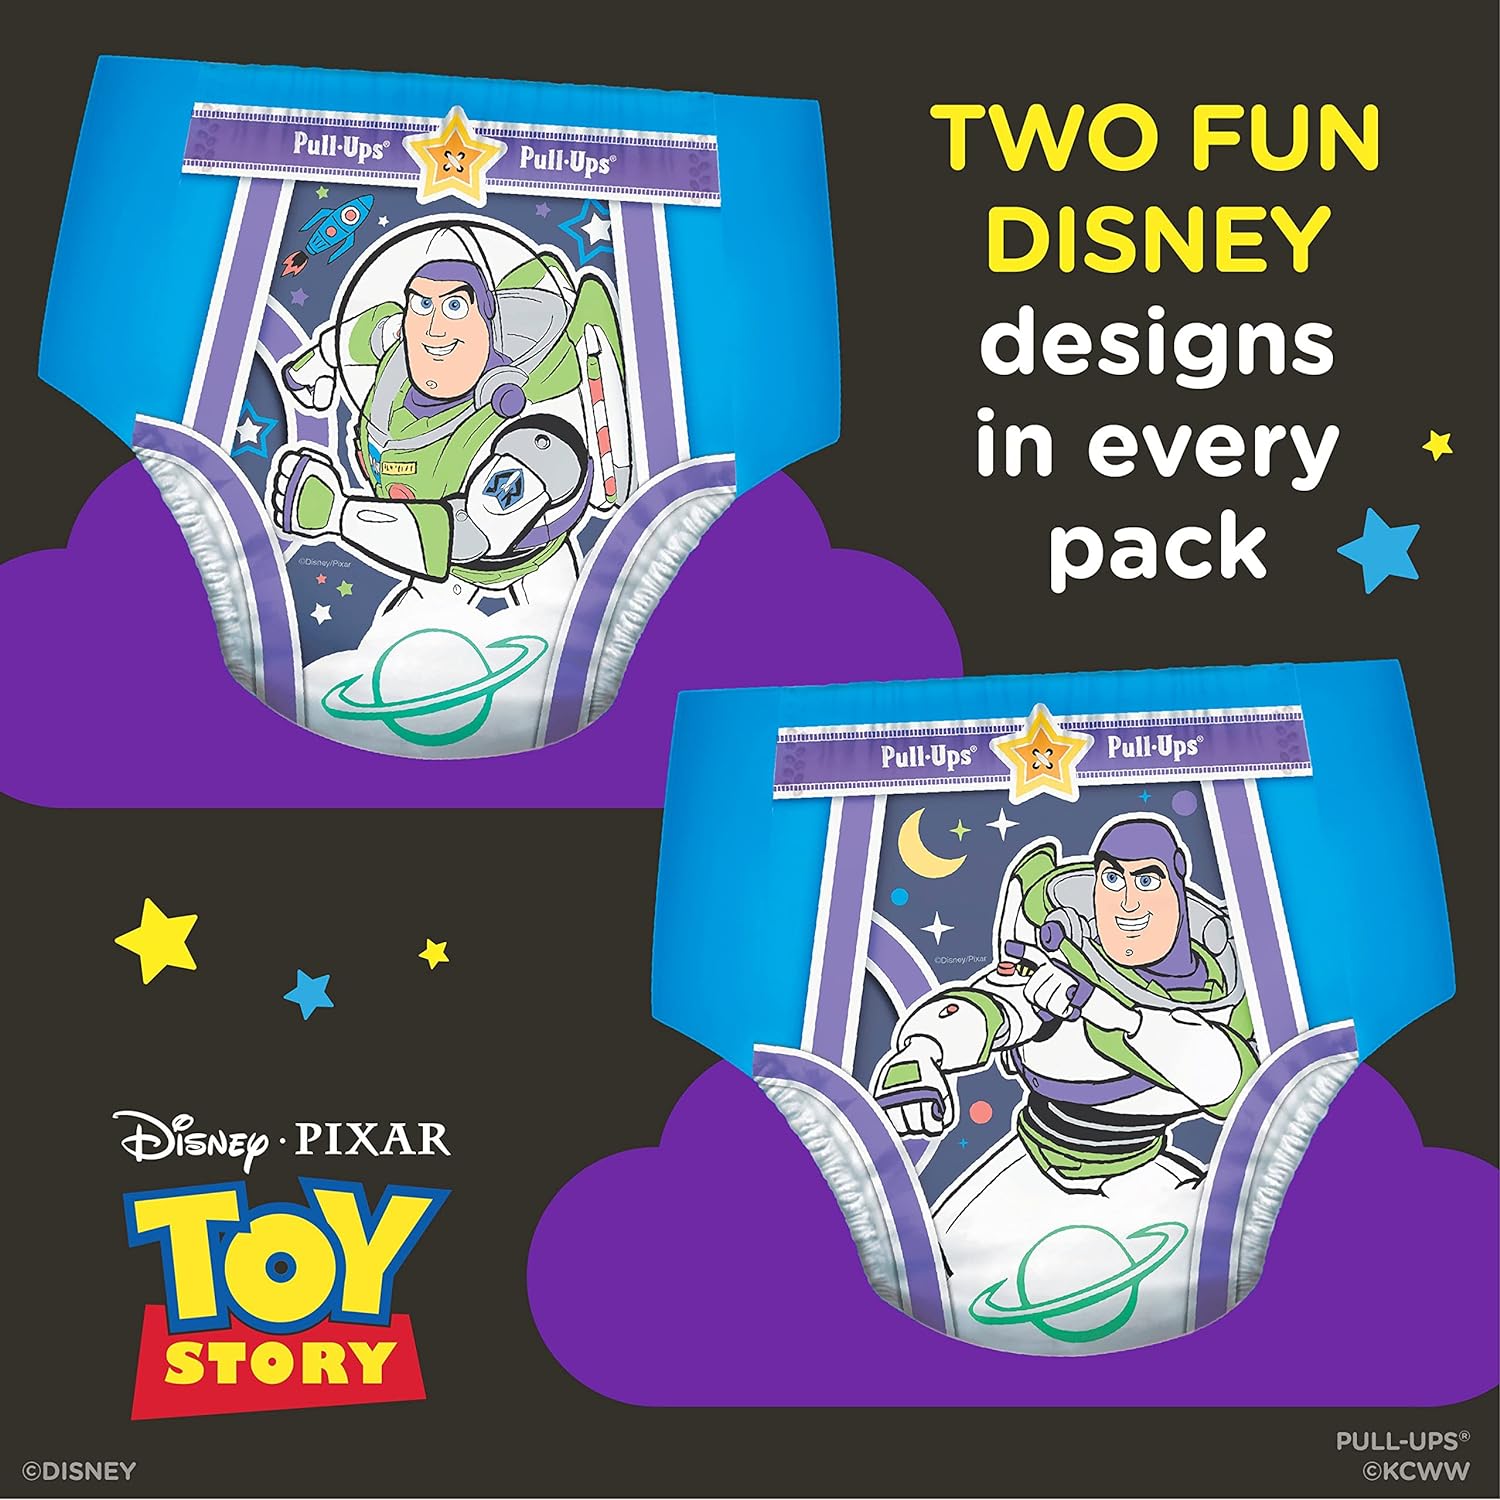 TWO FUN
DISNEY
designs
in every
pack
Pull-Ups® Pull-Ups®
©Disney/Pixar
Pull-Ups® Pull-Ups®
©Disney/Pixar
Disney · PIXAR
TOY
STORY
©DISNEY
PULL-UPS®
©KCWW